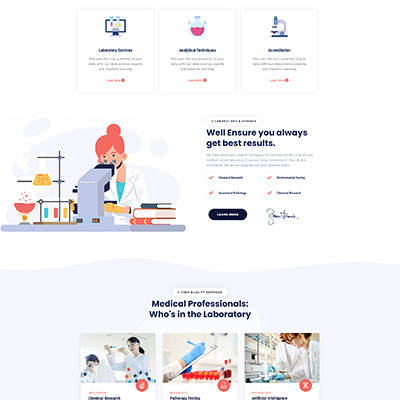 Laboratory Services
Analytical Techniques
Accreditation
Discover the true potential of your
data with our data science experts
and machine learning
Discover the true potential of your
data with our data science experts
and machine learning
Discover the true potential of your
data with our data science experts
and machine learning
Learn More
Learn More
Learn More
LABORATORY & SCIENCE
Well Ensure you always
get best results.
Chemical Research
Environmental Testing
Anatomical Pathology
Chemical Research
LEARN MORE
HIGH QUALITY SERVICES
Medical Professionals:
Who's in the Laboratory
Chemical Research
Pathology Testing
Artificial Intelligence